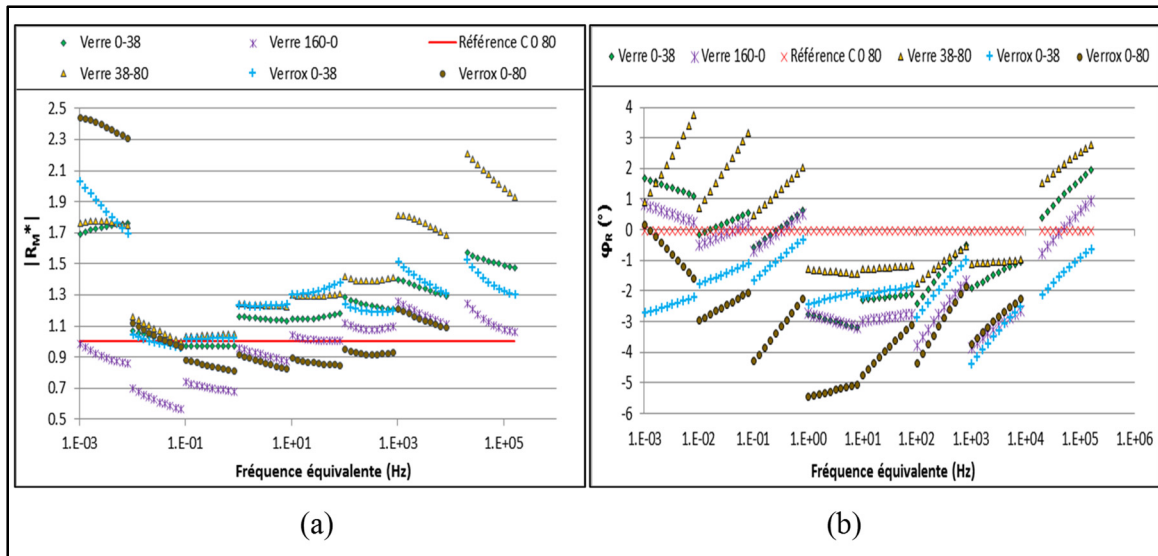 Verre 0-38 Verre 160-0 Référence C 0 80
Verre 38-80 Verrox 0-38 Verrox 0-80
2.5
2.3
2.1
1.9
1.7
1.5
1.3
1.1
0.9
0.7
0.5
|R_M*|
1.E-03 1.E-01 1.E+01 1.E+03 1.E+05
Fréquence équivalente (Hz)
(a)
Verre 0-38 Verre 160-0 Référence C 0 80 Verre 38-80 Verrox 0-38 Verrox 0-80
4
3
2
1
0
-1
-2
-3
-4
-5
-6
φ_R (°)
1.E-03 1.E-02 1.E-01 1.E+00 1.E+01 1.E+02 1.E+03 1.E+04 1.E+05 1.E+06
Fréquence équivalente (Hz)
(b)